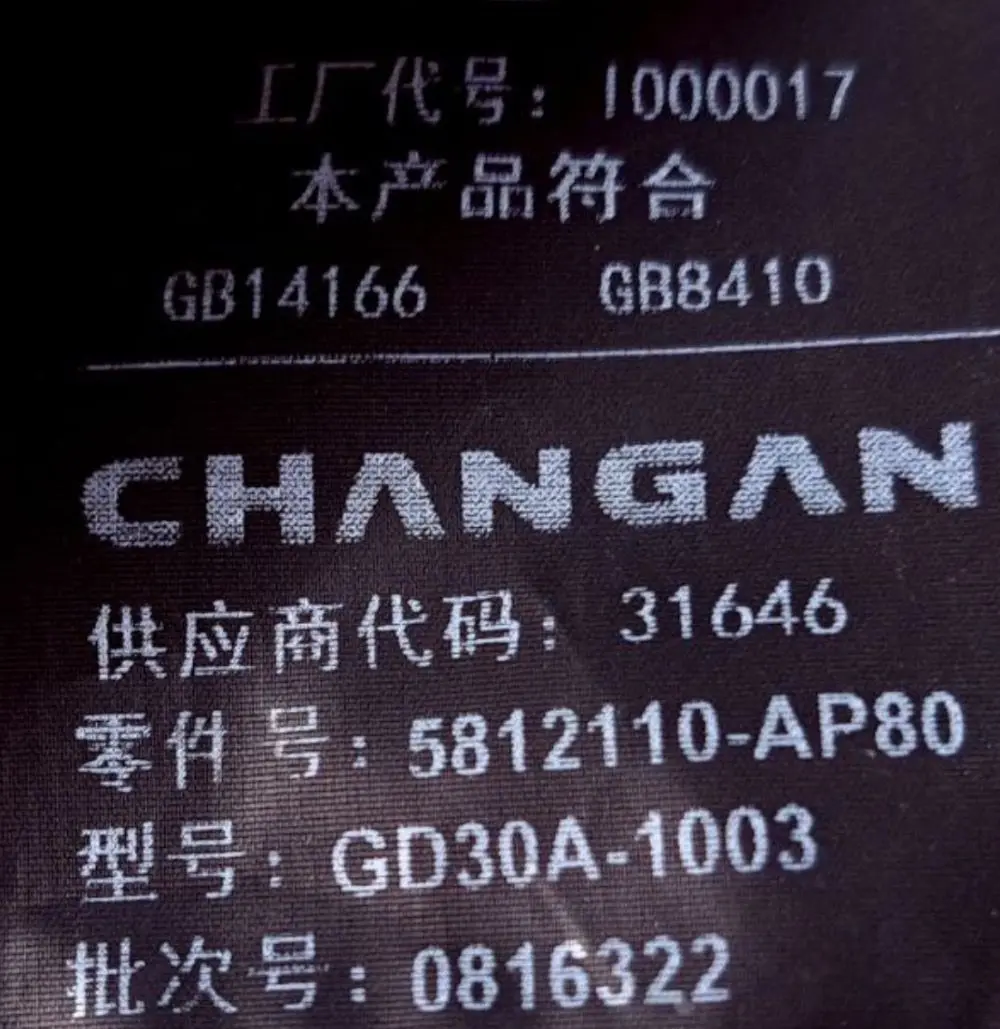 工厂代号：I000017
本产品符合
GB14166 GB8410
CHANGAN
供应商代码：31646
零件号：5812110-AP80
型号：GD30A-1003
批次号：0816322